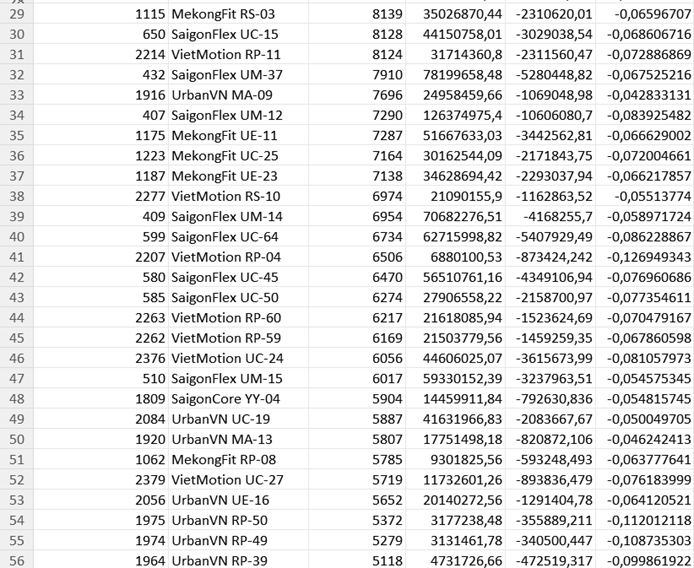 29 1115 MekongFit RS-03 8139 35026870,44 -2310620,01 -0,06596707
30 650 SaigonFlex UC-15 8128 44150758,01 -3029038,54 -0,068606716
31 2214 VietMotion RP-11 8124 31714360,8 -2311560,47 -0,072886869
32 432 SaigonFlex UM-37 7910 78199658,48 -5280448,82 -0,067525216
33 1916 UrbanVN MA-09 7696 24958459,66 -1069048,98 -0,042833131
34 407 SaigonFlex UM-12 7290 126374975,4 -10606080,7 -0,083925482
35 1175 MekongFit UE-11 7287 51667633,03 -3442562,81 -0,066629002
36 1223 MekongFit UC-25 7164 30162544,09 -2171843,75 -0,072004661
37 1187 MekongFit UE-23 7138 34628694,42 -2293037,94 -0,066217857
38 2277 VietMotion RS-10 6974 21090155,9 -1162863,52 -0,05513774
39 409 SaigonFlex UM-14 6954 70682276,51 -4168255,7 -0,058971724
40 599 SaigonFlex UC-64 6734 62715998,82 -5407929,49 -0,086228867
41 2207 VietMotion RP-04 6506 6880100,53 -873424,242 -0,126949343
42 580 SaigonFlex UC-45 6470 56510761,16 -4349106,94 -0,076960686
43 585 SaigonFlex UC-50 6274 27906558,22 -2158700,97 -0,077354611
44 2263 VietMotion RP-60 6217 21618085,94 -1523624,69 -0,070479167
45 2262 VietMotion RP-59 6169 21503779,56 -1459259,35 -0,067860598
46 2376 VietMotion UC-24 6056 44606025,07 -3615673,99 -0,081057973
47 510 SaigonFlex UM-15 6017 59330152,39 -3237963,51 -0,054575345
48 1809 SaigonCore YY-04 5904 14459911,84 -792630,836 -0,054815745
49 2084 UrbanVN UC-19 5887 41631966,83 -2083667,67 -0,050049705
50 1920 UrbanVN MA-13 5807 17751498,18 -820872,106 -0,046242413
51 1062 MekongFit RP-08 5785 9301825,56 -593248,493 -0,063777641
52 2379 VietMotion UC-27 5719 11732601,26 -893836,479 -0,076183999
53 2056 UrbanVN UE-16 5652 20140272,56 -1291404,78 -0,064120521
54 1975 UrbanVN RP-50 5372 3177238,48 -355889,211 -0,112012118
55 1974 UrbanVN RP-49 5279 3131461,78 -340500,447 -0,108735303
56 1964 UrbanVN RP-39 5118 4731726,66 -472519,317 -0,099861922